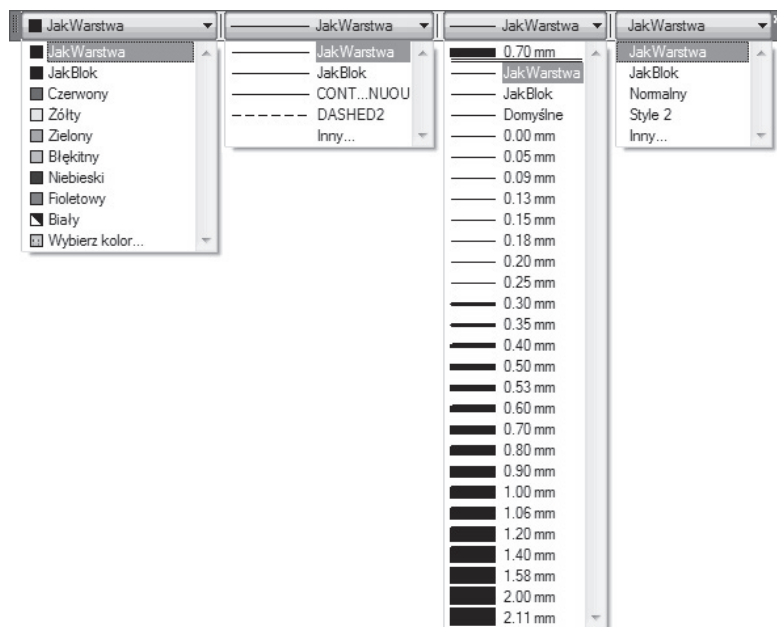 JakWarstwa
JakWarstwa
JakBlok
Czerwony
Żółty
Zielony
Błękitny
Niebieski
Fioletowy
Biały
Wybierz kolor...
JakWarstwa
JakWarstwa
JakBlok
CONT...NUOU
DASHED2
Inny...
JakWarstwa
0.70 mm
JakWarstwa
JakBlok
Domyślne
0.00 mm
0.05 mm
0.09 mm
0.13 mm
0.15 mm
0.18 mm
0.20 mm
0.25 mm
0.30 mm
0.35 mm
0.40 mm
0.50 mm
0.53 mm
0.60 mm
0.70 mm
0.80 mm
0.90 mm
1.00 mm
1.06 mm
1.20 mm
1.40 mm
1.58 mm
2.00 mm
2.11 mm
JakWarstwa
JakWarstwa
JakBlok
Normalny
Style 2
Inny...